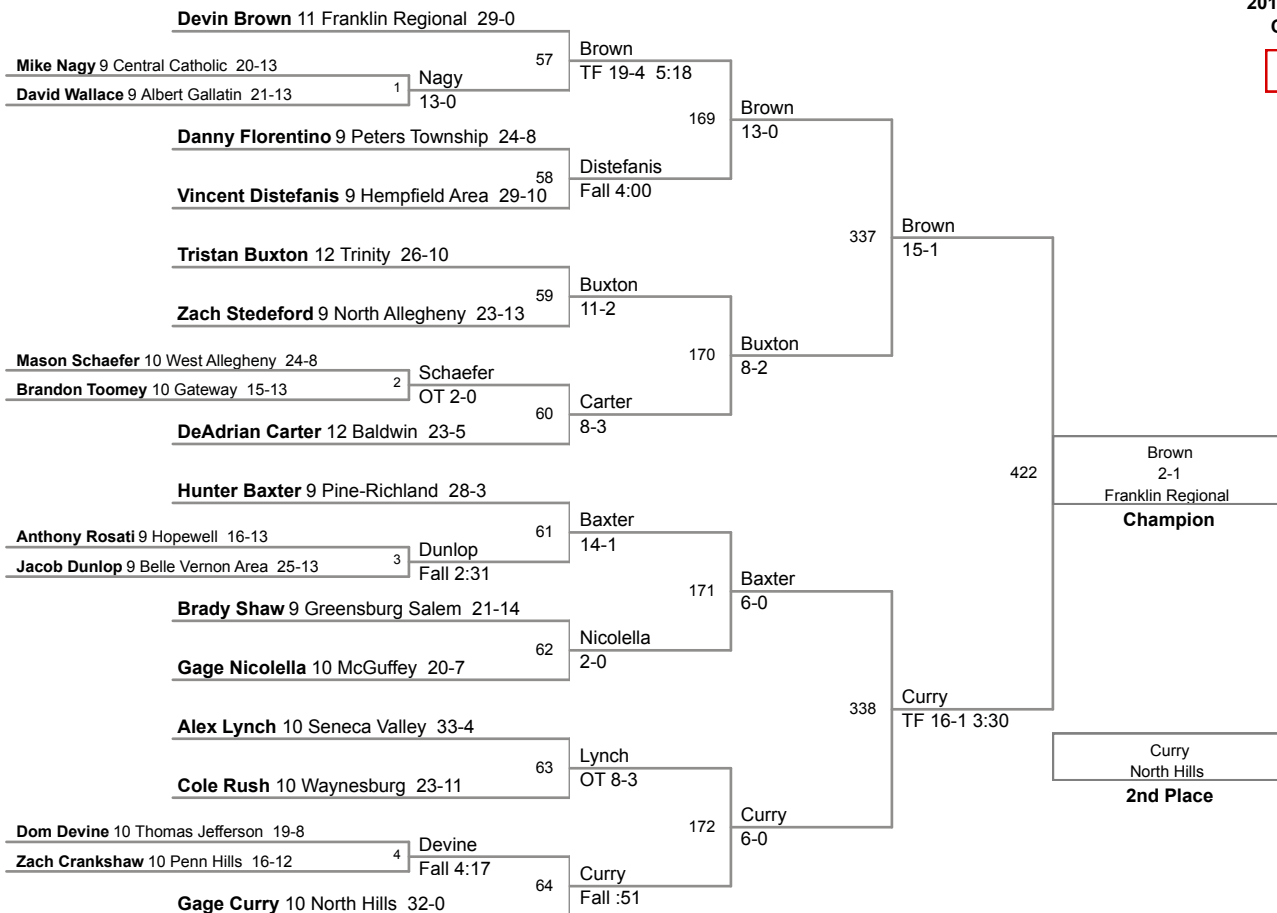 201
Devin Brown 11 Franklin Regional 29-0
57
Brown
TF 19-4 5:18
Mike Nagy 9 Central Catholic 20-13
1
Nagy
13-0
David Wallace 9 Albert Gallatin 21-13
169
Brown
13-0
Danny Florentino 9 Peters Township 24-8
58
Distefanis
Fall 4:00
Vincent Distefanis 9 Hempfield Area 29-10
337
Brown
15-1
Tristan Buxton 12 Trinity 26-10
59
Buxton
11-2
Zach Stedeford 9 North Allegheny 23-13
170
Buxton
8-2
Mason Schaefer 10 West Allegheny 24-8
2
Schaefer
OT 2-0
Brandon Toomey 10 Gateway 15-13
60
Carter
8-3
DeAdrian Carter 12 Baldwin 23-5
422
Brown
2-1
Franklin Regional
Champion
Hunter Baxter 9 Pine-Richland 28-3
61
Baxter
14-1
Anthony Rosati 9 Hopewell 16-13
3
Dunlop
Fall 2:31
Jacob Dunlop 9 Belle Vernon Area 25-13
171
Baxter
6-0
Brady Shaw 9 Greensburg Salem 21-14
62
Nicolella
2-0
Gage Nicolella 10 McGuffey 20-7
338
Curry
TF 16-1 3:30
Alex Lynch 10 Seneca Valley 33-4
63
Lynch
OT 8-3
Cole Rush 10 Waynesburg 23-11
Curry
North Hills
2nd Place
172
Curry
6-0
Dom Devine 10 Thomas Jefferson 19-8
4
Devine
Fall 4:17
Zach Crankshaw 10 Penn Hills 16-12
64
Curry
Fall :51
Gage Curry 10 North Hills 32-0